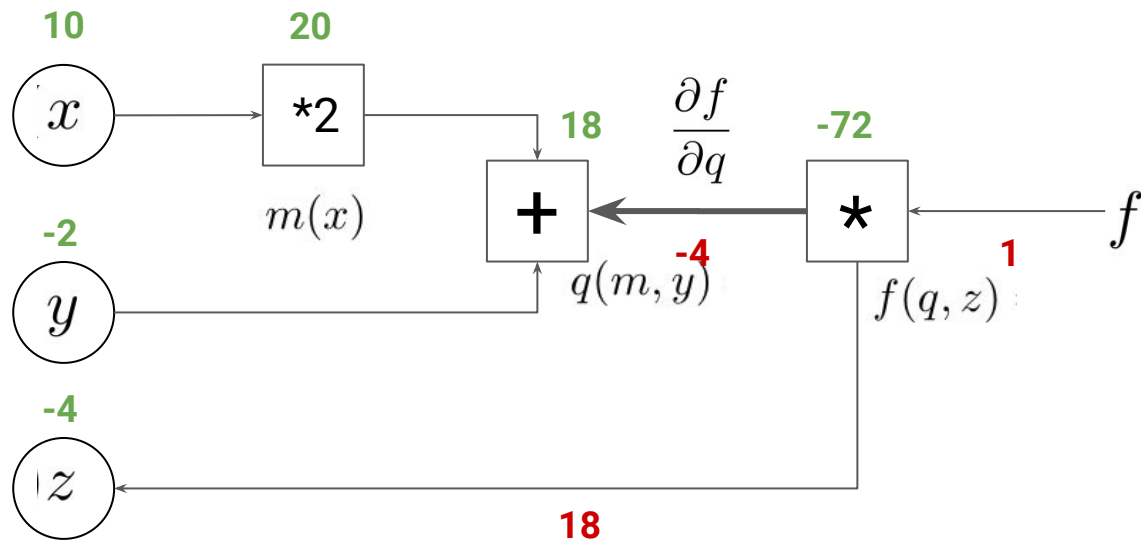 10
20
x
*2
18
∂f
∂q
-72
m(x)
-2
+
*
f
-4
1
q(m, y)
f(q, z)
y
-4
z
18